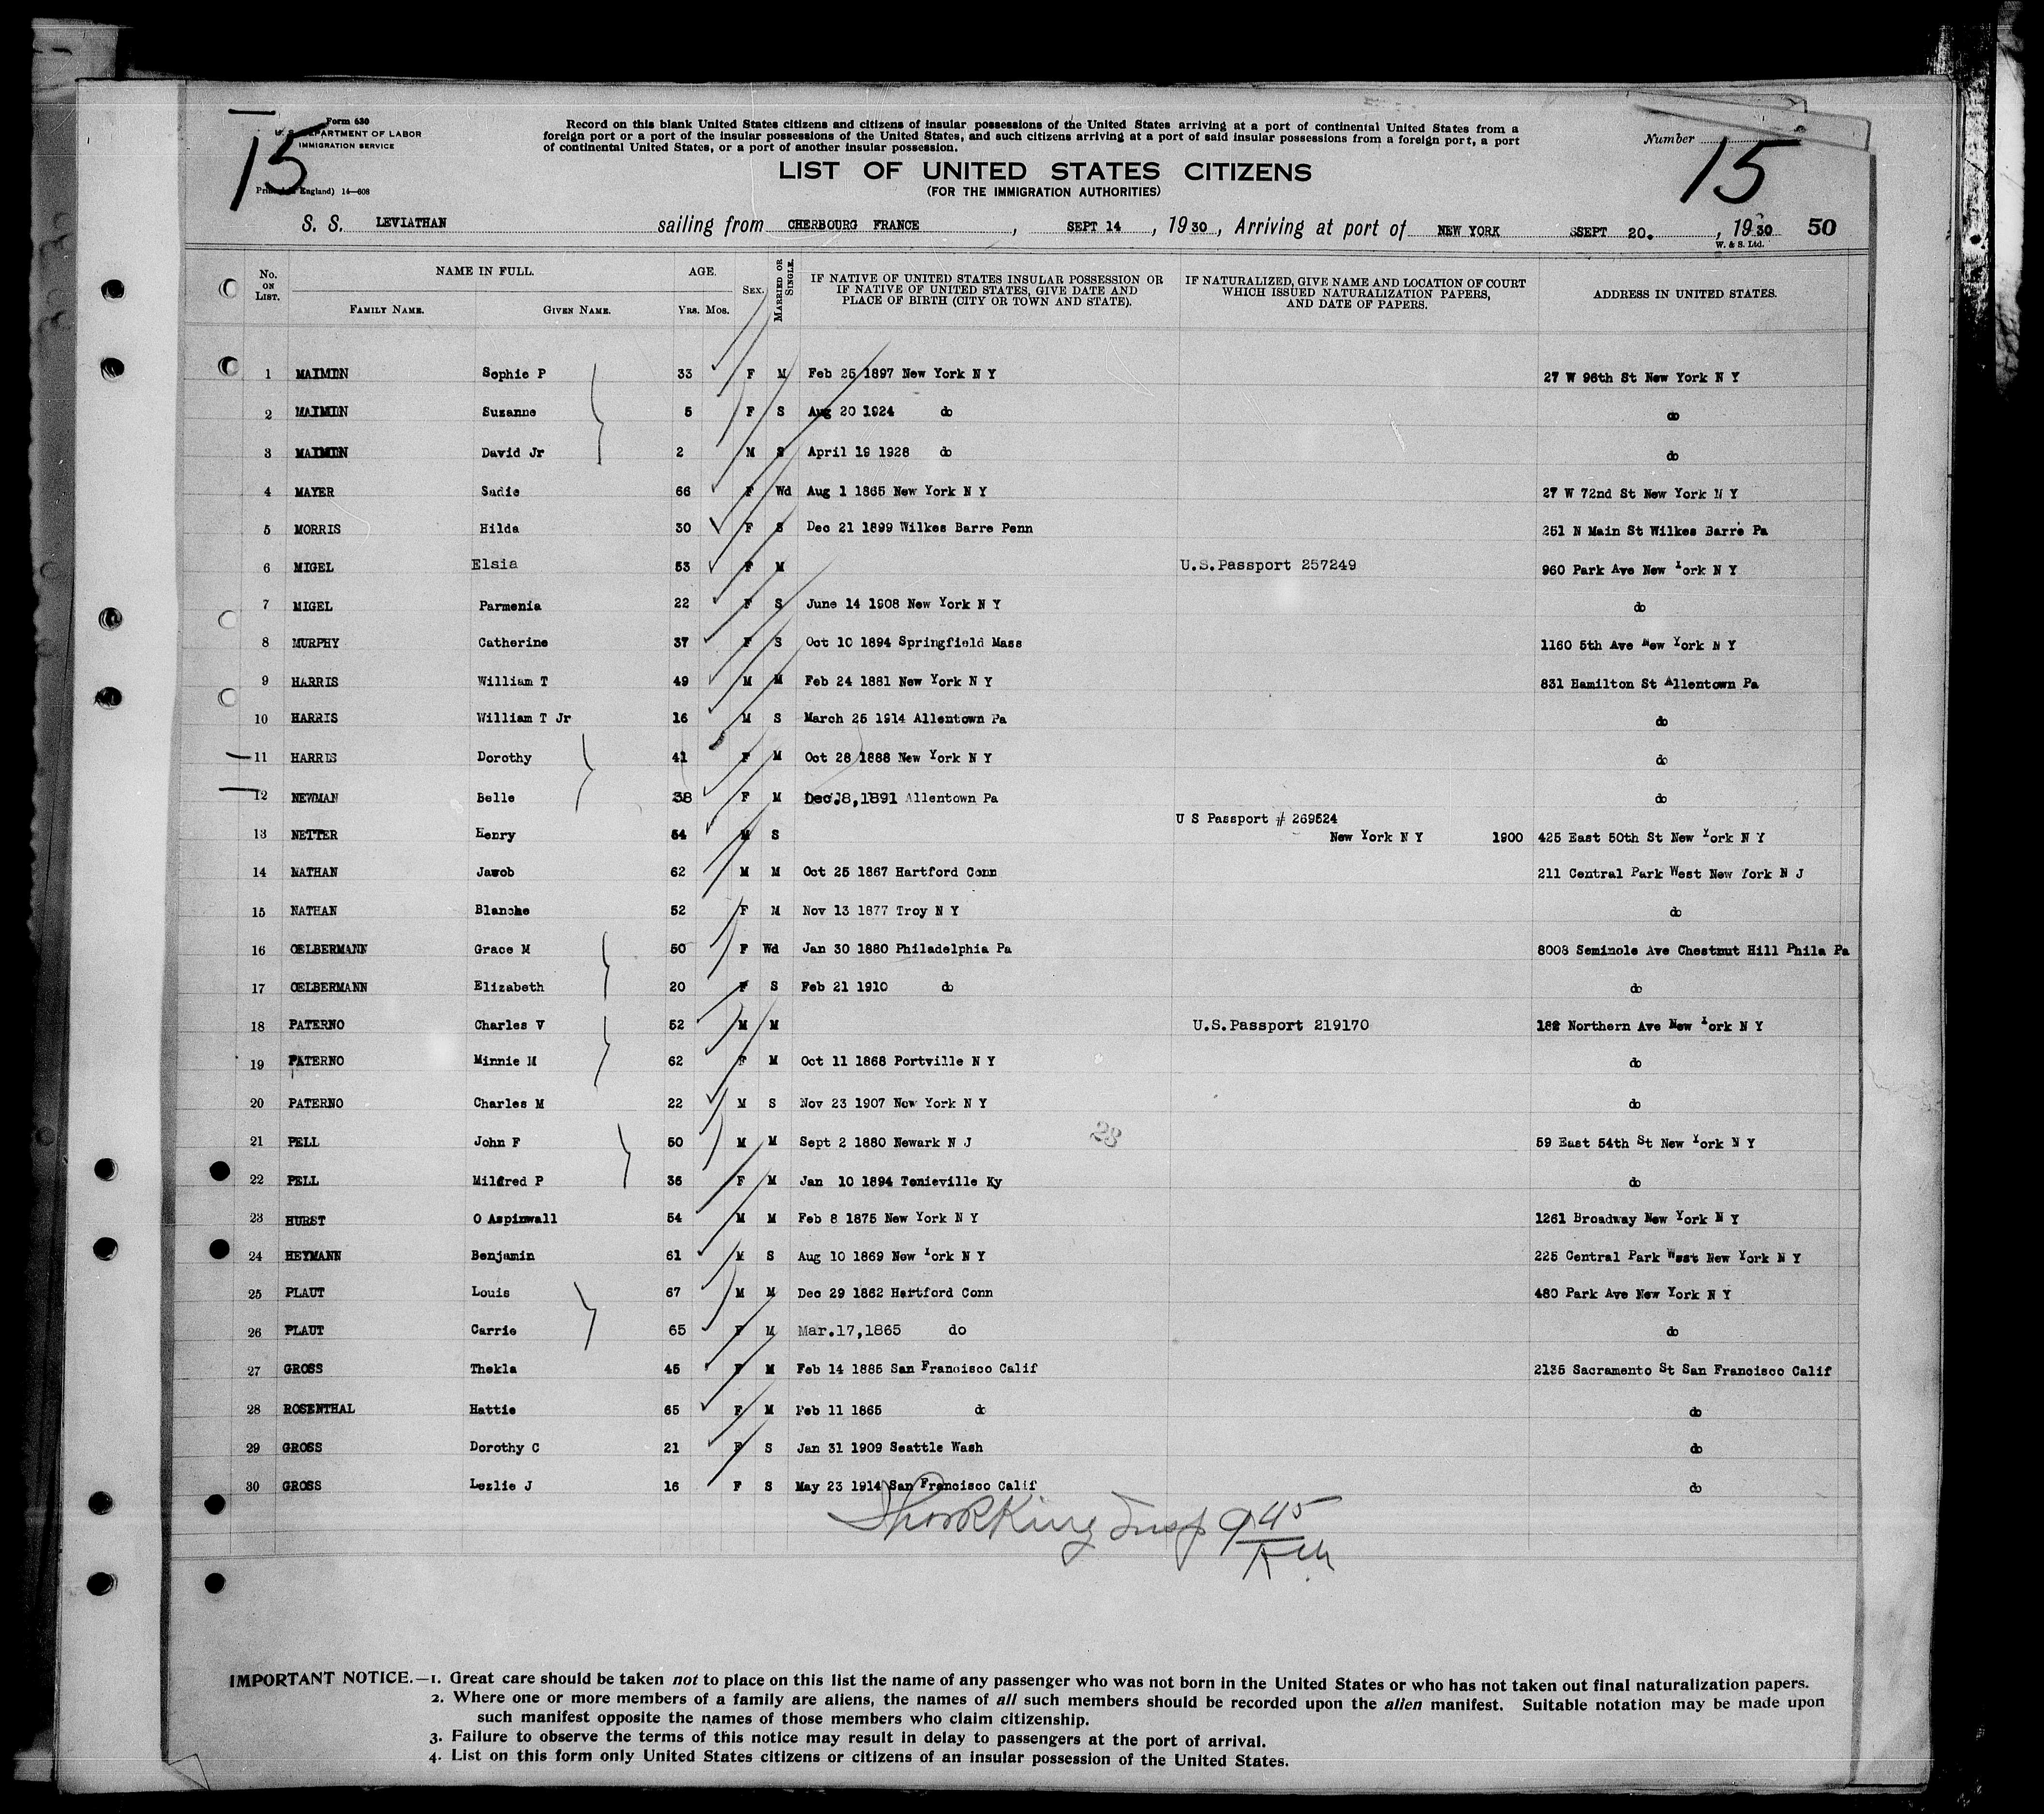 15
Form 630
U. S. DEPARTMENT OF LABOR
IMMIGRATION SERVICE
England) 14—608
Record on this blank United States citizens and citizens of insular possessions of the United States arriving at a port of continental United States from a
foreign port or a port of the insular possessions of the United States, and such citizens arriving at a port of said insular possessions from a foreign port, a port
of continental United States, or a port of another insular possession.
Number 15
LIST OF UNITED STATES CITIZENS
(FOR THE IMMIGRATION AUTHORITIES)
S. S. LEVIATHAN sailing from CHERBOURG FRANCE, SEPT 14, 1930, Arriving at port of NEW YORK SSEPT 20., 1930 50
W. & S. Ltd.
No. ON LIST. NAME IN FULL. AGE. SEX. MARRIED OR SINGLE. IF NATIVE OF UNITED STATES INSULAR POSSESSION OR IF NATIVE OF UNITED STATES, GIVE DATE AND PLACE OF BIRTH (CITY OR TOWN AND STATE). IF NATURALIZED, GIVE NAME AND LOCATION OF COURT WHICH ISSUED NATURALIZATION PAPERS, AND DATE OF PAPERS. ADDRESS IN UNITED STATES.
FAMILY NAME. GIVEN NAME. YRS. MOS.
1 MAIMIN Sophie P 33 F M Feb 25 1897 New York N Y 27 W 96th St New York N Y
2 MAIMIN Suzanne 5 F S Aug 20 1924 do do
3 MAIMIN David Jr 2 M S April 19 1928 do do
4 MAYER Sadie 66 F Wd Aug 1 1865 New York N Y 27 W 72nd St New York N Y
5 MORRIS Hilda 30 F S Dec 21 1899 Wilkes Barre Penn 251 N Main St Wilkes Barre Pa
6 MIGEL Elsia 53 F M U.S.Passport 257249 960 Park Ave New York N Y
7 MIGEL Parmenia 22 F S June 14 1908 New York N Y do
8 MURPHY Catherine 37 F S Oct 10 1894 Springfield Mass 1160 5th Ave New York N Y
9 HARRIS William T 49 M M Feb 24 1881 New York N Y 831 Hamilton St Allentown Pa
10 HARRIS William T Jr 16 M S March 25 1914 Allentown Pa do
11 HARRIS Dorothy 41 F M Oct 28 1888 New York N Y do
12 NEWMAN Belle 38 F M Dec.18,1891 Allentown Pa do
U S Passport # 269524
13 NETTER Henry 54 M S New York N Y 1900 425 East 50th St New York N Y
14 NATHAN Jawob 62 M M Oct 25 1867 Hartford Conn 211 Central Park West New York N J
15 NATHAN Blanche 52 F M Nov 13 1877 Troy N Y do
16 OELBERMANN Grace M 50 F Wd Jan 30 1880 Philadelphia Pa 8008 Seminole Ave Chestnut Hill Phila Pa
17 OELBERMANN Elizabeth 20 F S Feb 21 1910 do do
18 PATERNO Charles V 52 M M U.S.Passport 219170 182 Northern Ave New York N Y
19 PATERNO Minnie M 62 F M Oct 11 1868 Portville N Y do
20 PATERNO Charles M 22 M S Nov 23 1907 New York N Y do
21 PELL John F 50 M M Sept 2 1880 Newark N J 28 59 East 54th St New York N Y
22 PELL Mildred P 36 F M Jan 10 1894 Tenieville Ky do
23 HURST O Aspinwall 54 M M Feb 8 1875 New York N Y 1261 Broadway New York N Y
24 HEYMANN Benjamin 61 M S Aug 10 1869 New York N Y 225 Central Park West New York N Y
25 PLAUT Louis 67 M M Dec 29 1862 Hartford Conn 480 Park Ave New York N Y
26 PLAUT Carrie 65 F M Mar.17,1865 do do
27 GROSS Thekla 45 F M Feb 14 1885 San Francisco Calif 2135 Sacramento St San Francisco Calif
28 ROSENTHAL Hattie 65 F M Feb 11 1865 do do
29 GROSS Dorothy C 21 F S Jan 31 1909 Seattle Wash do
30 GROSS Lezlie J 16 F S May 23 1914 San Francisco Calif do
King Insp 9 45 AM
IMPORTANT NOTICE.—1. Great care should be taken not to place on this list the name of any passenger who was not born in the United States or who has not taken out final naturalization papers.
2. Where one or more members of a family are aliens, the names of all such members should be recorded upon the alien manifest. Suitable notation may be made upon
such manifest opposite the names of those members who claim citizenship.
3. Failure to observe the terms of this notice may result in delay to passengers at the port of arrival.
4. List on this form only United States citizens or citizens of an insular possession of the United States.